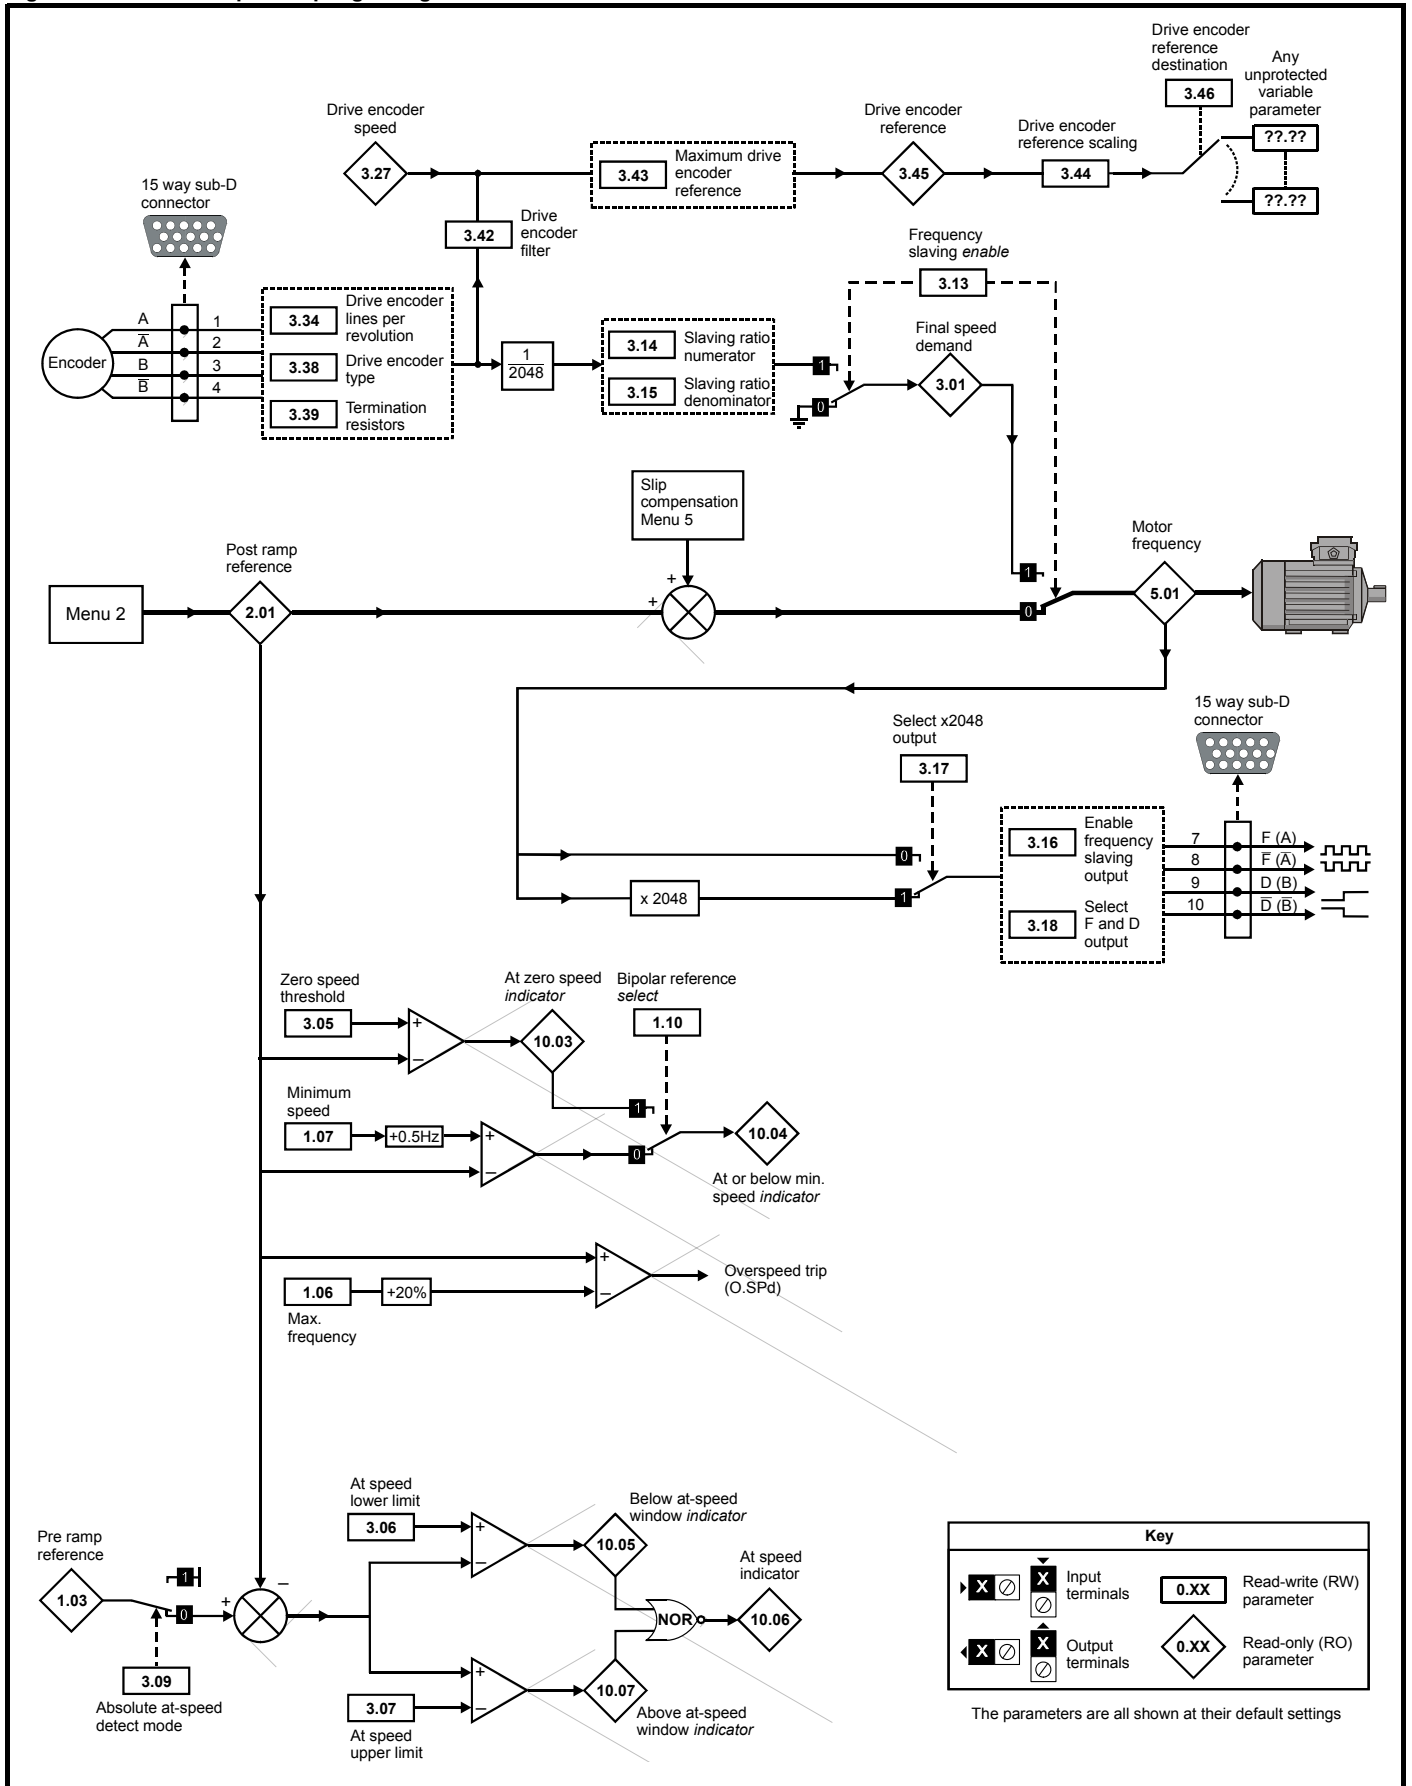 Drive encoder
reference
destination
3.46
Any
unprotected
variable
parameter
??.??
??.??
Drive encoder
speed
3.27
3.43
Maximum drive
encoder
reference
Drive encoder
reference
3.45
Drive encoder
reference scaling
3.44
15 way sub-D
connector
3.42
Drive
encoder
filter
Frequency
slaving enable
3.13
Encoder
A
A̅
B
B̅
1
2
3
4
3.34
Drive encoder
lines per
revolution
3.38
Drive encoder
type
3.39
Termination
resistors
1
2048
3.14
Slaving ratio
numerator
3.15
Slaving ratio
denominator
1
0
Final speed
demand
3.01
Slip
compensation
Menu 5
Menu 2
Post ramp
reference
2.01
+
+
1
0
Motor
frequency
5.01
Select x2048
output
3.17
15 way sub-D
connector
0
x 2048
1
3.16
Enable
frequency
slaving
output
3.18
Select
F and D
output
7
8
9
10
F (A)
F̅ (A̅)
D (B)
D̅ (B̅)
Zero speed
threshold
3.05
+
–
At zero speed
indicator
10.03
Bipolar reference
select
1.10
Minimum
speed
1.07
+0.5Hz
+
–
1
0
10.04
At or below min.
speed indicator
+
–
1.06
+20%
Max.
frequency
Overspeed trip
(O.SPd)
Pre ramp
reference
1.03
1
0
3.09
Absolute at-speed
detect mode
+
–
At speed
lower limit
3.06
+
–
Below at-speed
window indicator
10.05
NOR
At speed
indicator
10.06
3.07
At speed
upper limit
+
–
10.07
Above at-speed
window indicator
Key
X
X
Input
terminals
0.XX
Read-write (RW)
parameter
X
X
Output
terminals
0.XX
Read-only (RO)
parameter
The parameters are all shown at their default settings